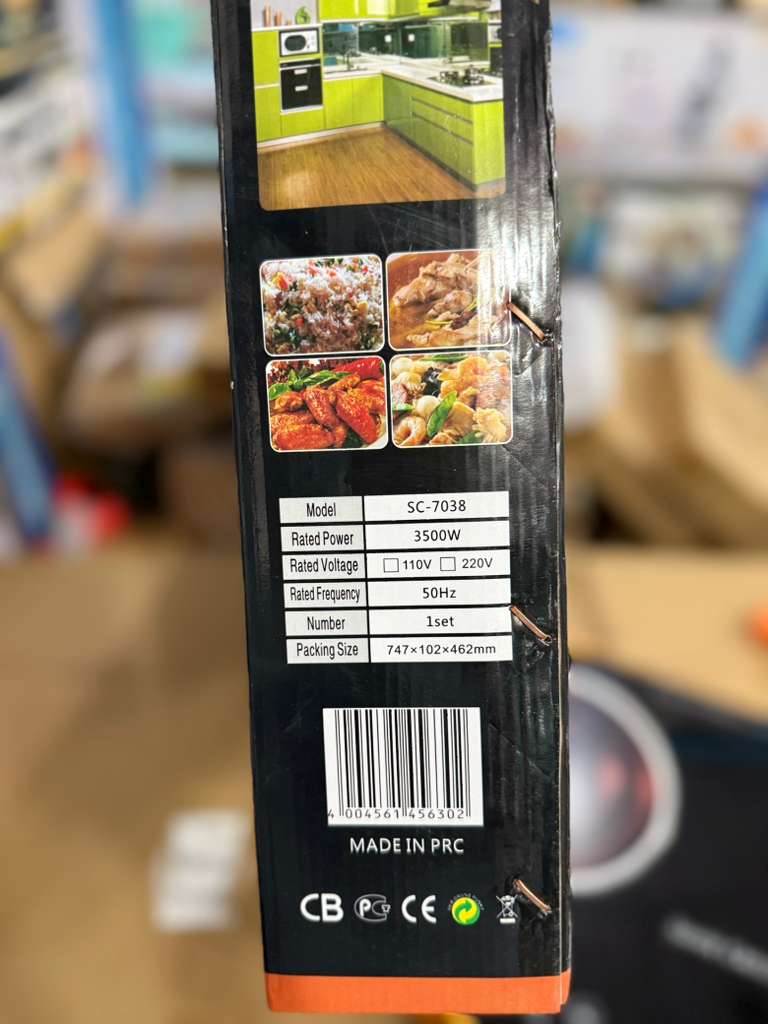 Model SC-7038
Rated Power 3500W
Rated Voltage 110V 220V
Rated Frequency 50Hz
Number 1set
Packing Size 747×102×462mm
4 004561 456302
MADE IN PRC
CB PG CE